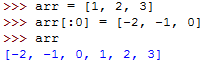 >>> arr = [1, 2, 3]
>>> arr[:0] = [-2, -1, 0]
>>> arr
[-2, -1, 0, 1, 2, 3]